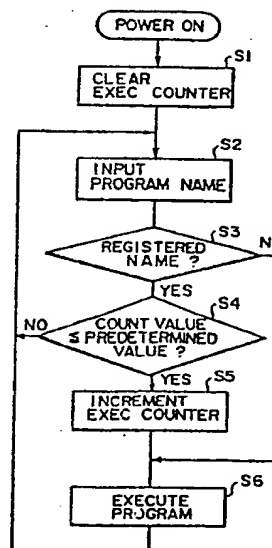 POWER ON
S1
CLEAR
EXEC COUNTER
S2
INPUT
PROGRAM NAME
S3
REGISTERED
NAME ?
N
YES
S4
NO
COUNT VALUE
≤ PREDETERMINED
VALUE ?
YES
S5
INCREMENT
EXEC COUNTER
S6
EXECUTE
PROGRAM